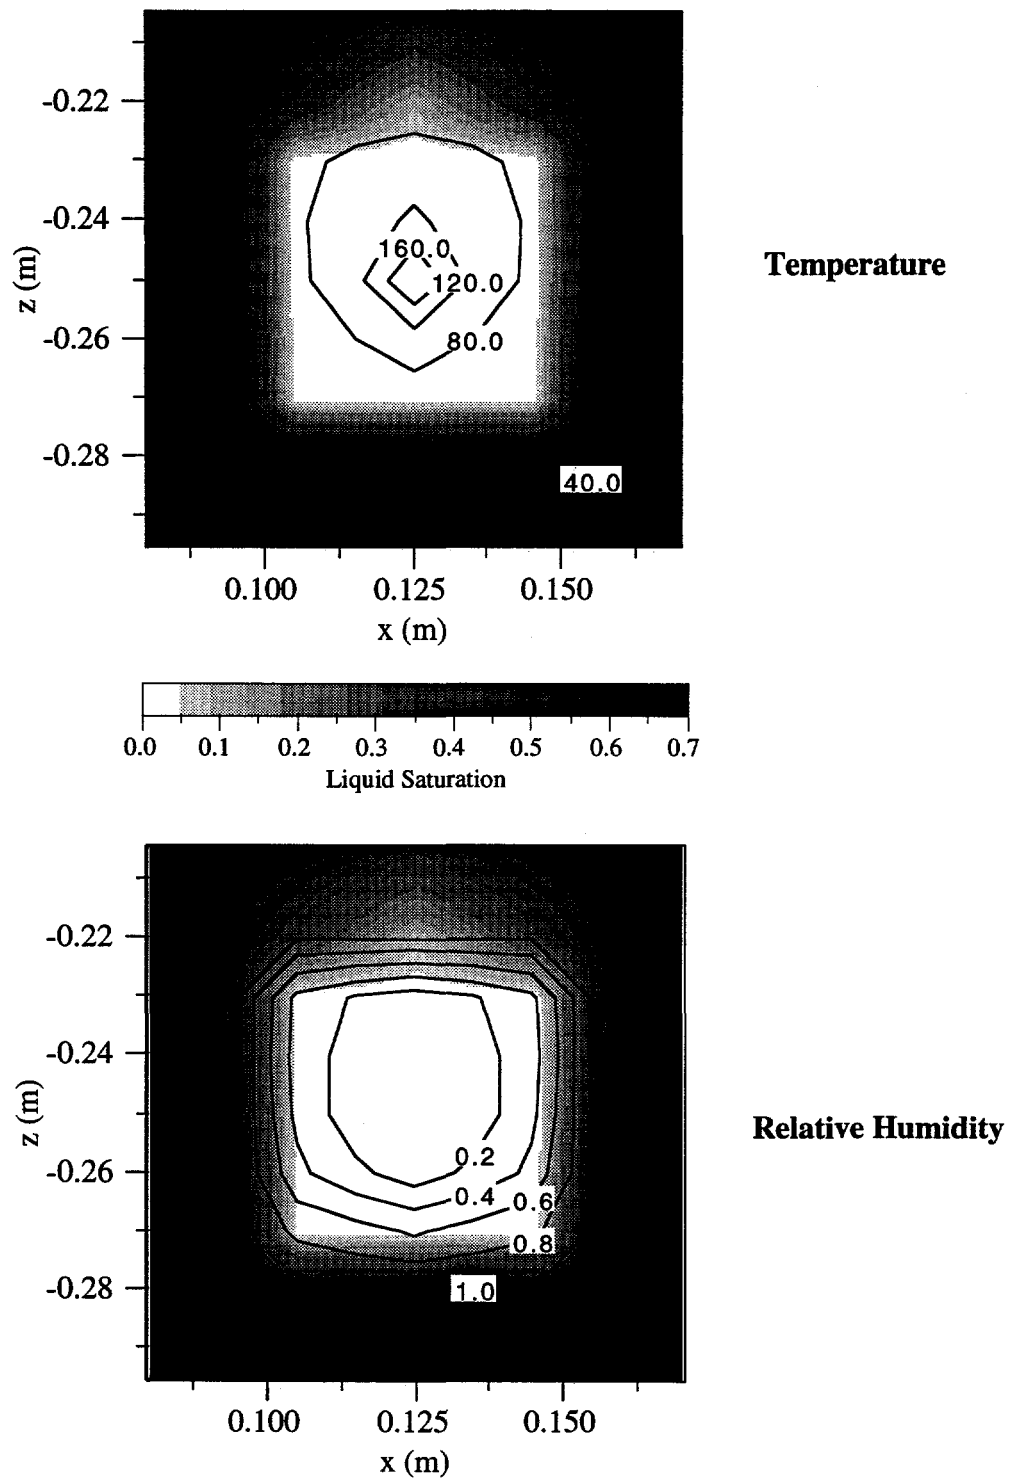 -0.22
-0.24
-0.26
-0.28
z (m)
160.0
120.0
80.0
40.0
Temperature
0.100 0.125 0.150
x (m)
0.0 0.1 0.2 0.3 0.4 0.5 0.6 0.7
Liquid Saturation
-0.22
-0.24
-0.26
-0.28
z (m)
0.2
0.4
0.6
0.8
1.0
Relative Humidity
0.100 0.125 0.150
x (m)